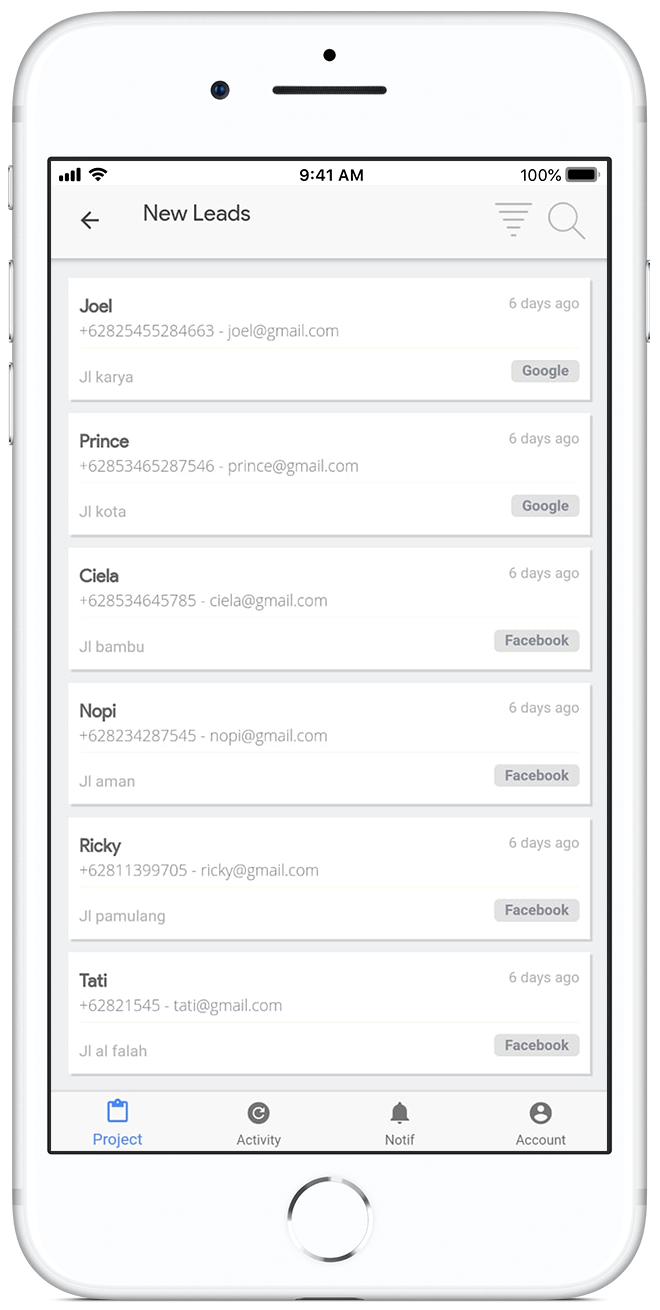 9:41 AM 100%
New Leads
Joel 6 days ago
+62825455284663 - joel@gmail.com
Jl karya Google
Prince 6 days ago
+62853465287546 - prince@gmail.com
Jl kota Google
Ciela 6 days ago
+628534645785 - ciela@gmail.com
Jl bambu Facebook
Nopi 6 days ago
+628234287545 - nopi@gmail.com
Jl aman Facebook
Ricky 6 days ago
+62811399705 - ricky@gmail.com
Jl pamulang Facebook
Tati 6 days ago
+62821545 - tati@gmail.com
Jl al falah Facebook
Project Activity Notif Account